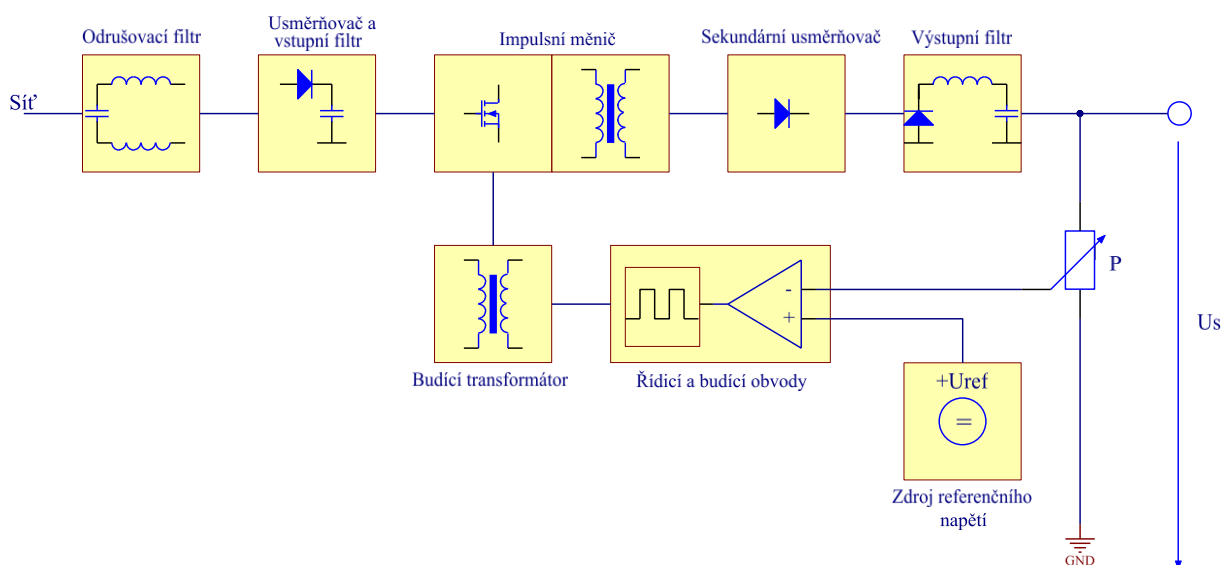 Odrušovací filtr
Usměrňovač a
vstupní filtr
Impulsní měnič
Sekundární usměrňovač
Výstupní filtr
Síť
P
Us
-
+
Budící transformátor
Řídicí a budící obvody
+Uref
=
Zdroj referenčního
napětí
GND